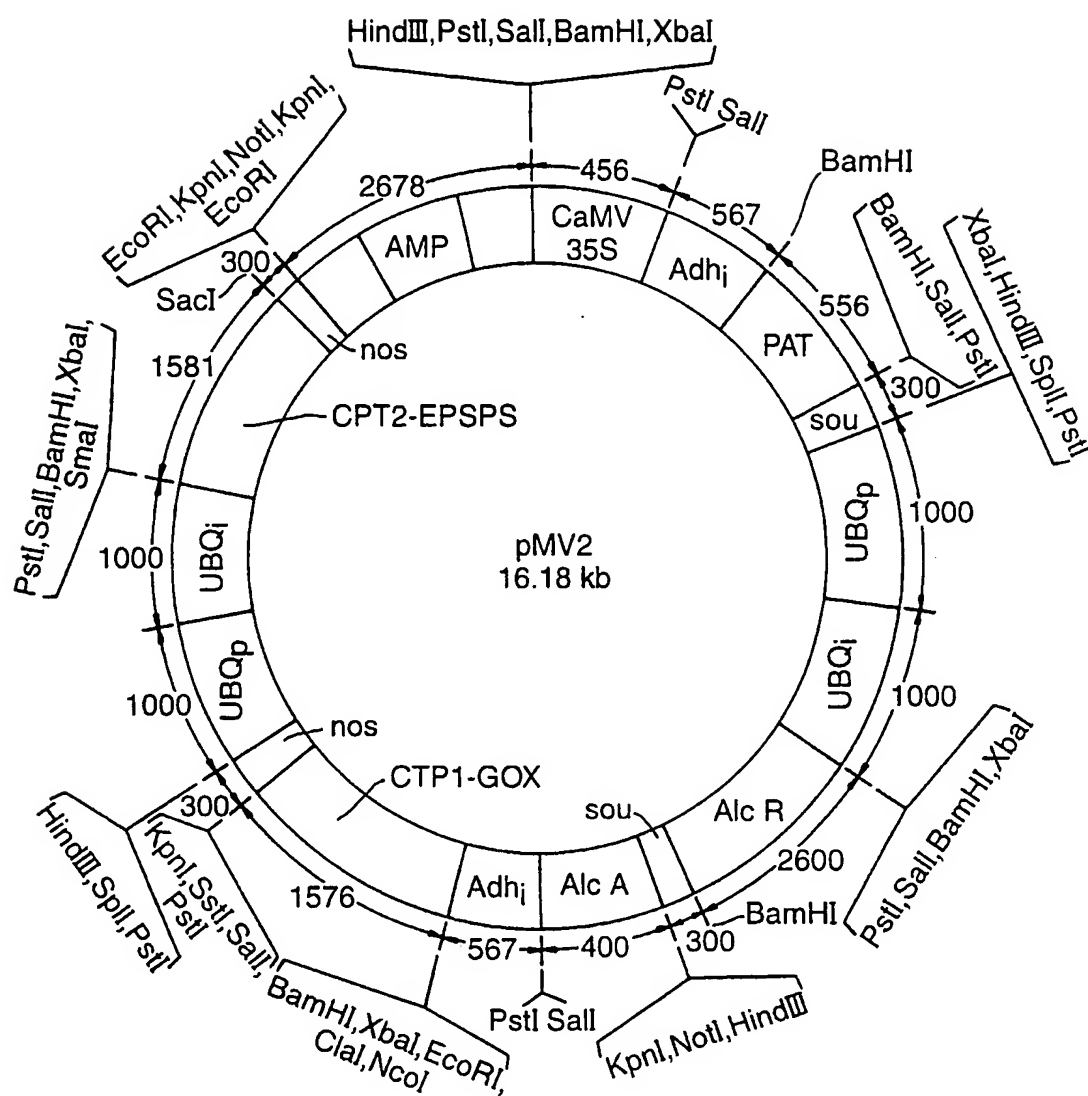 HindⅢ,PstI,SalI,BamHI,XbaI
PstI SalI
BamHI
BamHI,SalI,PstI
XbaI,HindⅢ,SplI,PstI
EcoRI,KpnI,NotI,KpnI,
EcoRI
2678
456
567
CaMV
35S
AMP
Adhi
300
SacI
nos
556
PAT
300
sou
1581
PstI,SalI,BamHI,XbaI,
SmaI
CPT2-EPSPS
1000
UBQp
pMV2
16.18 kb
1000
UBQi
UBQi
1000
UBQp
1000
nos
CTP1-GOX
PstI,SalI,BamHI,XbaI
sou
Alc R
2600
300
HindⅢ,SplI,PstI
KpnI,SstI,SalI,
PstI
1576
Adhi
Alc A
BamHI
567
400
300
BamHI,XbaI,EcoRI,
ClaI,NcoI
PstI SalI
KpnI,NotI,HindⅢ